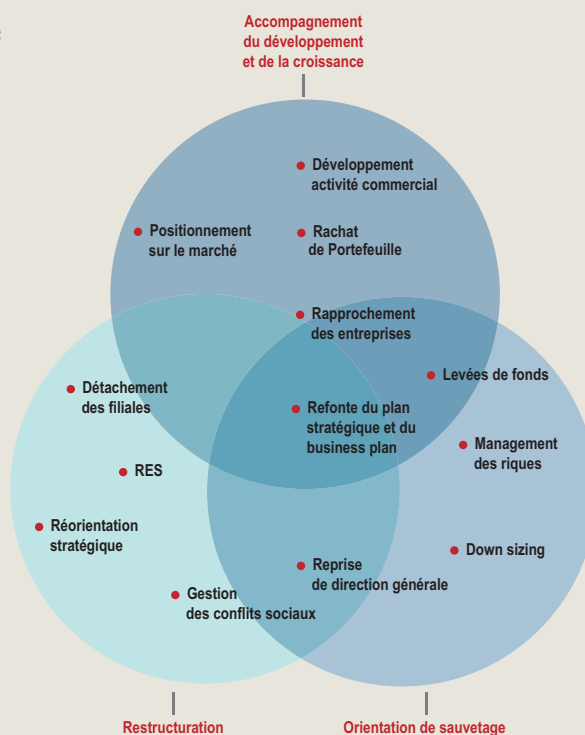 Accompagnement
du développement
et de la croissance
Développement
activité commercial
Positionnement
sur le marché
Rachat
de Portefeuille
Rapprochement
des entreprises
Levées de fonds
Détachement
des filiales
Refonte du plan
stratégique et du
business plan
Management
des riques
RES
Réorientation
stratégique
Down sizing
Reprise
de direction générale
Gestion
des conflits sociaux
Restructuration
Orientation de sauvetage